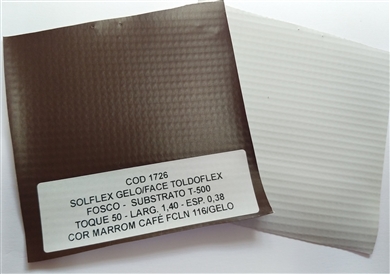 COD 1726
SOLFLEX GELO/FACE TOLDOFLEX
FOSCO - SUBSTRATO T-500
TOQUE 50 - LARG. 1,40 - ESP. 0,38
COR MARROM CAFÉ FCLN 116/GELO